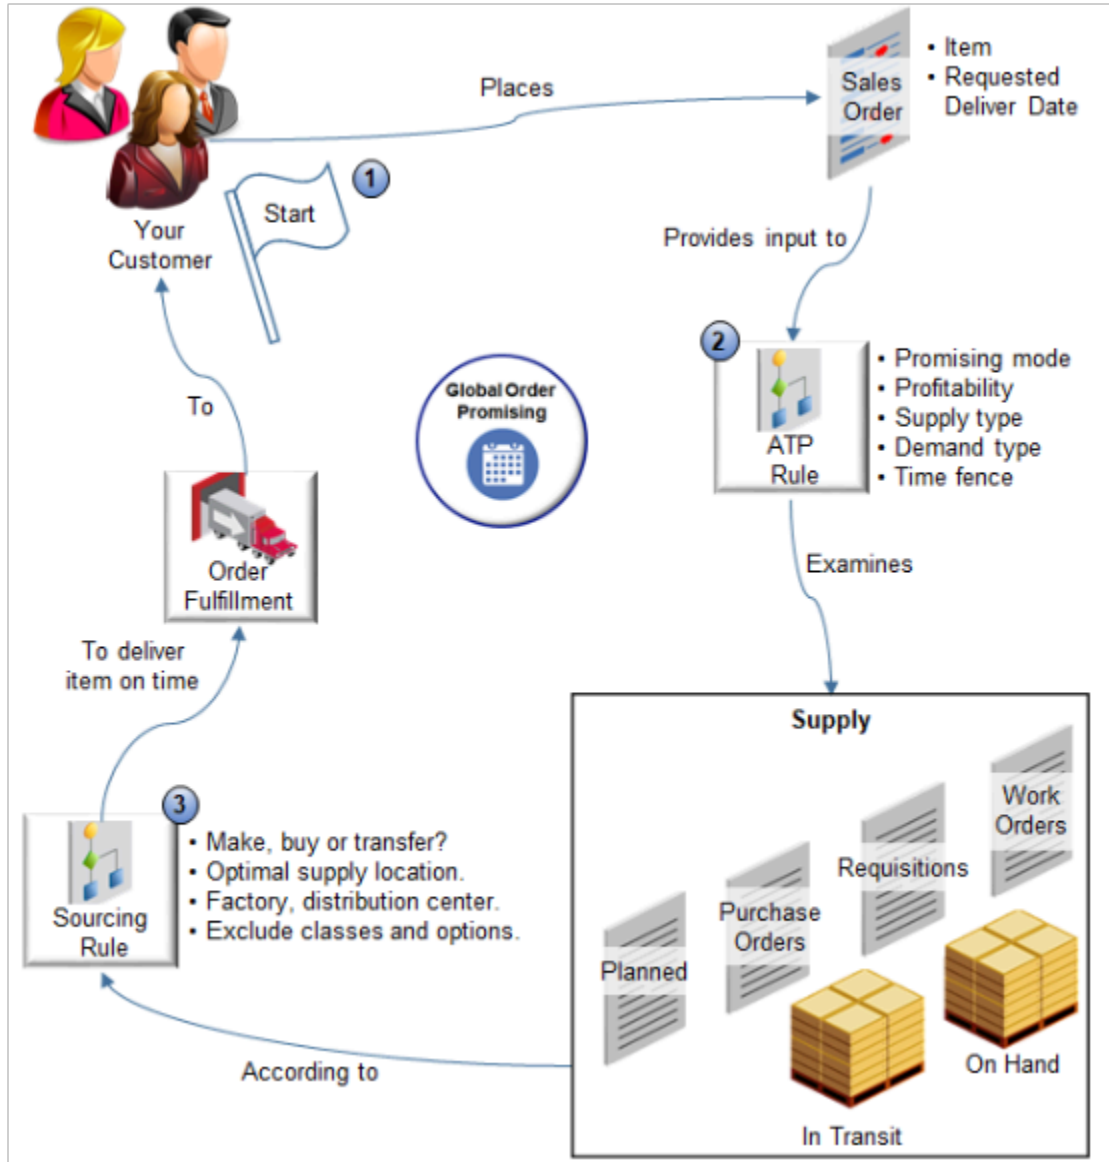 Places
Sales
Order
• Item
• Requested
Deliver Date
1
Start
Your
Customer
Provides input to
2
ATP
Rule
• Promising mode
• Profitability
• Supply type
• Demand type
• Time fence
Global Order
Promising
To
Order
Fulfillment
Examines
To deliver
item on time
Supply
Work
Orders
Requisitions
Purchase
Orders
Planned
On Hand
In Transit
3
Sourcing
Rule
• Make, buy or transfer?
• Optimal supply location.
• Factory, distribution center.
• Exclude classes and options.
According to